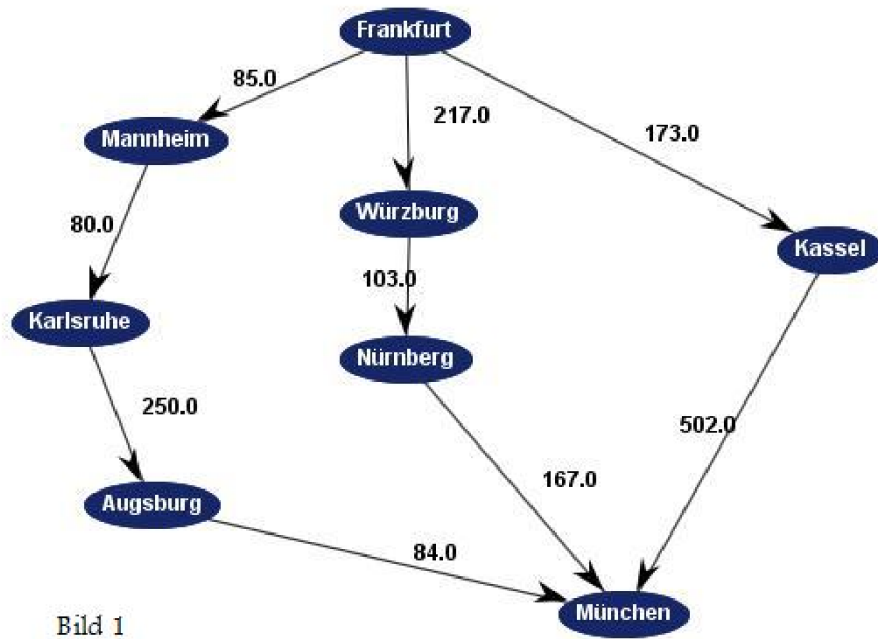 Frankfurt
85.0
217.0
173.0
Mannheim
Würzburg
80.0
Kassel
103.0
Karlsruhe
Nürnberg
250.0
502.0
167.0
Augsburg
84.0
München
Bild 1